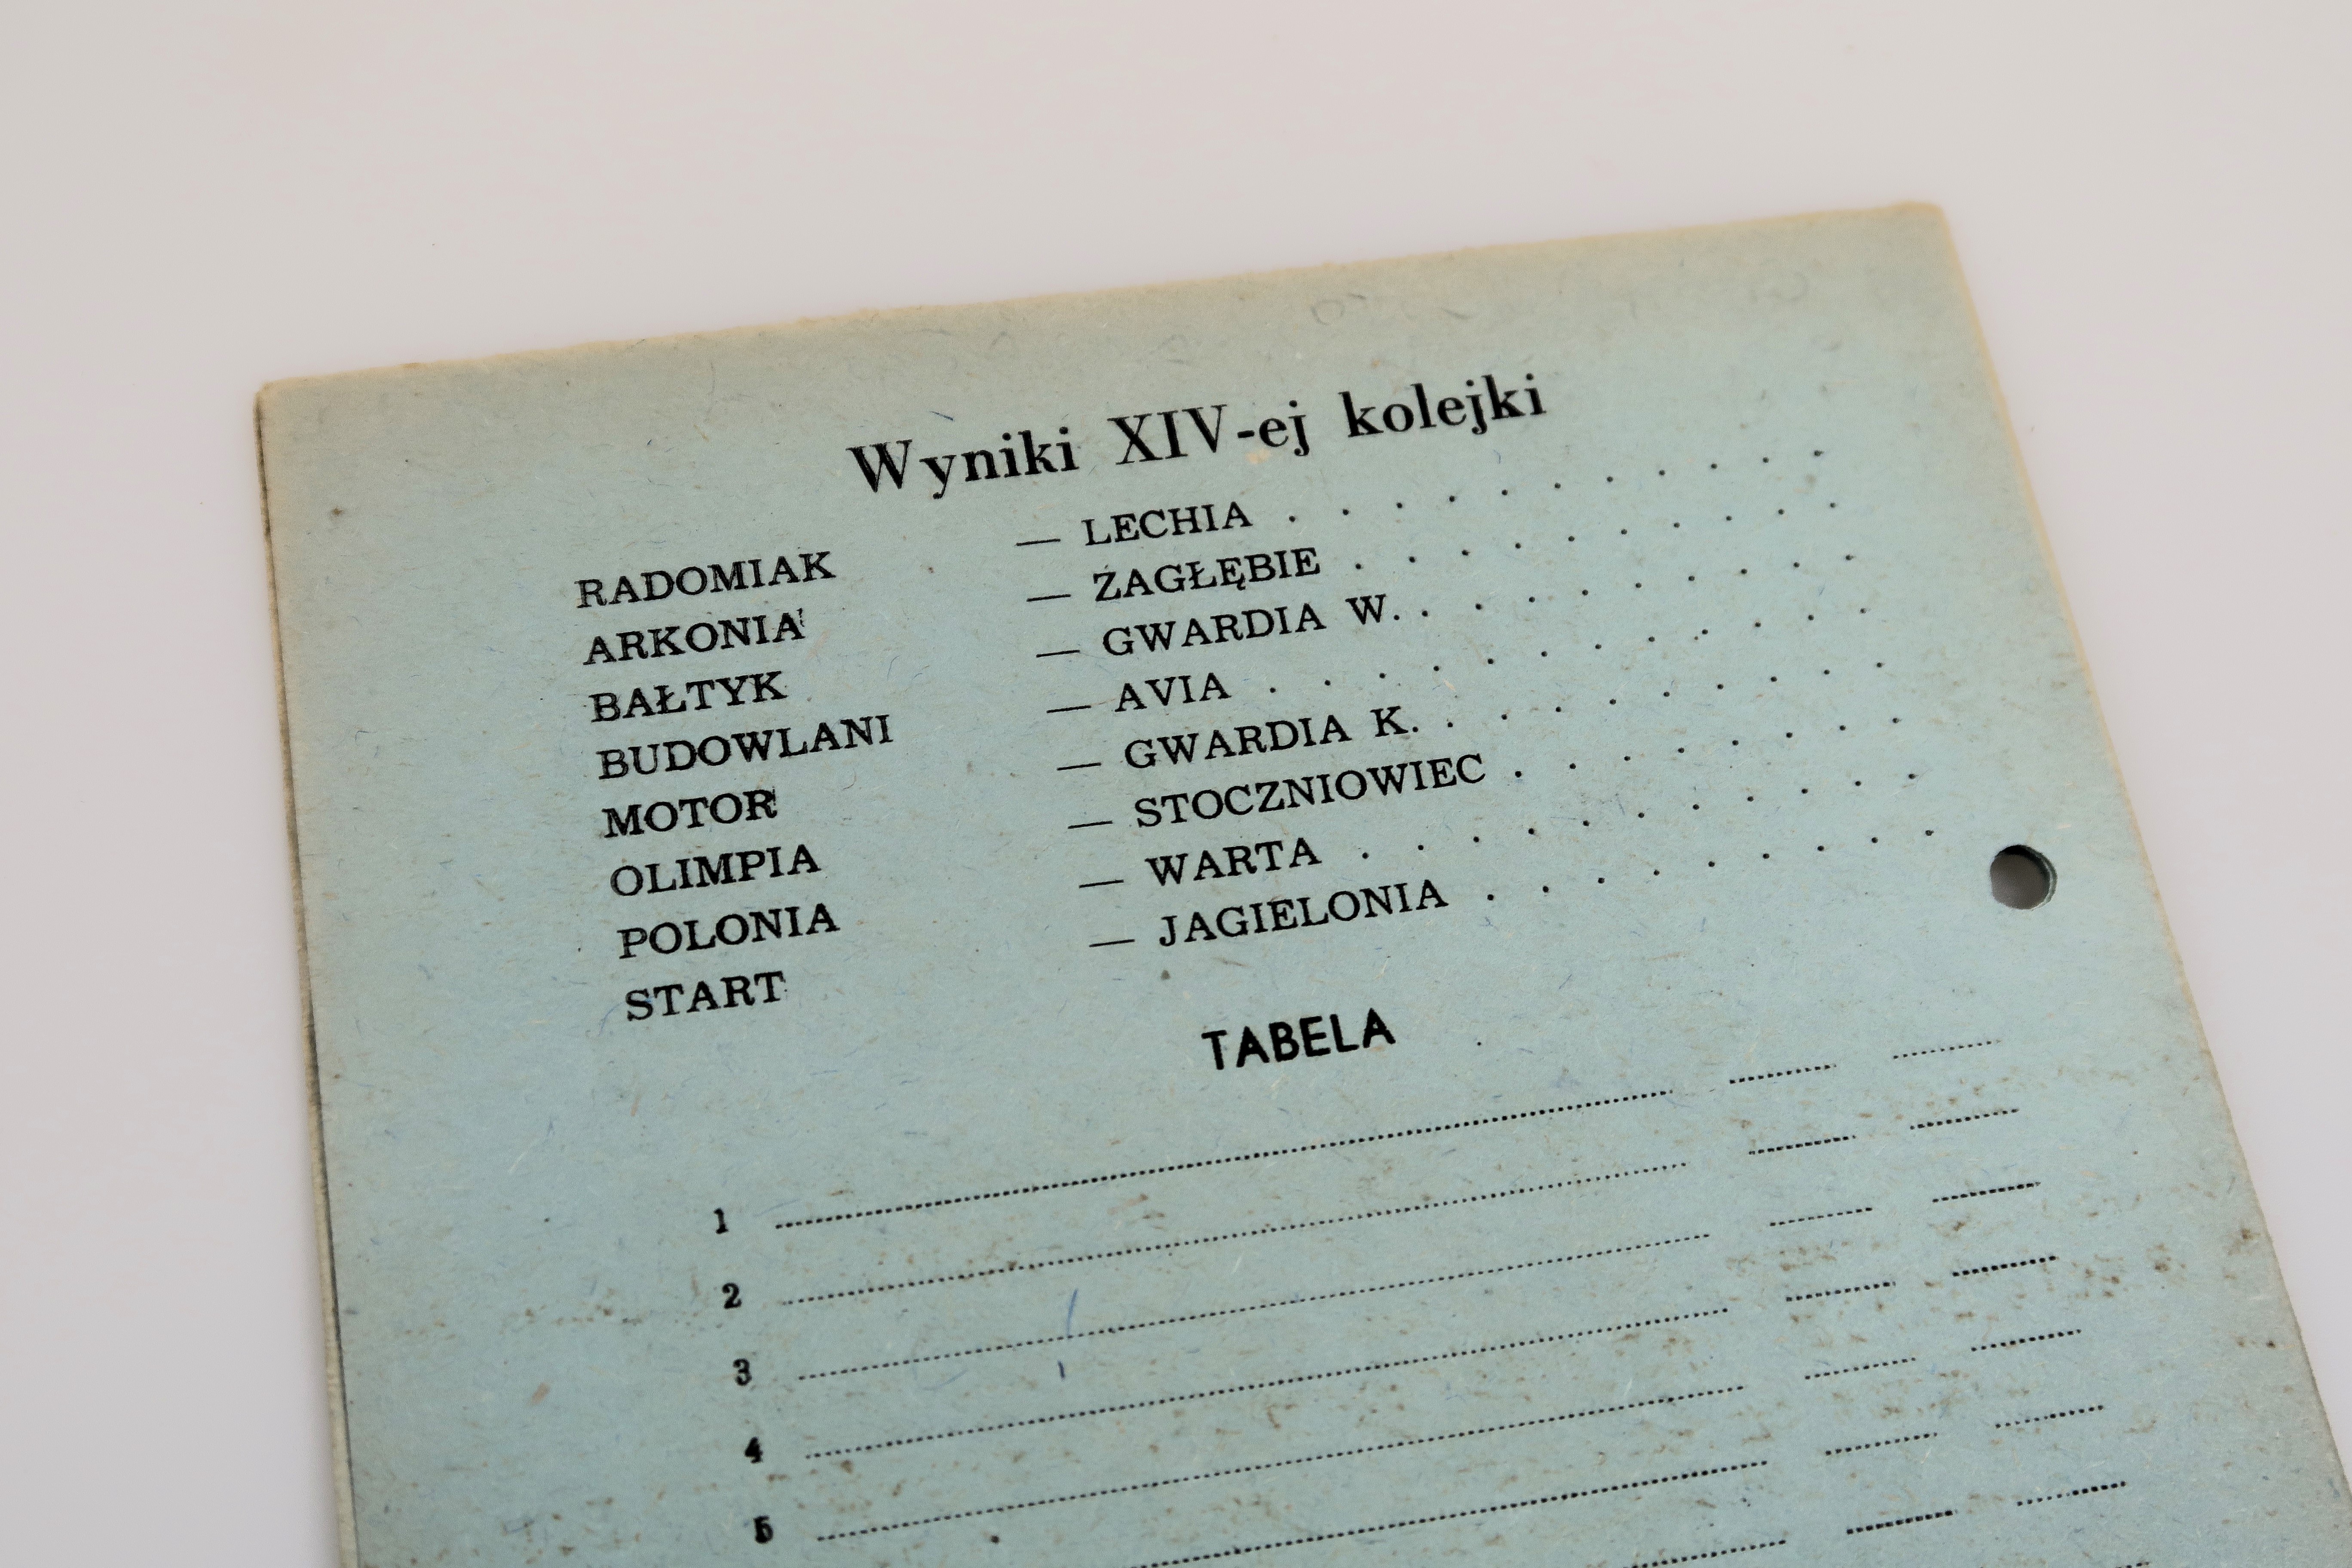 Wyniki XIV-ej kolejki
RADOMIAK — LECHIA . . . . . . . . . . .
ARKONIA — ZAGŁĘBIE . . . . . . . . . .
BAŁTYK — GWARDIA W. . . . . . . . . .
BUDOWLANI — AVIA . . . . . . . . . . . .
MOTOR — GWARDIA K. . . . . . . . . .
OLIMPIA — STOCZNIOWIEC . . . . . . . .
POLONIA — WARTA . . . . . . . . . . .
START — JAGIELONIA . . . . . . . . .
TABELA
1
2
3
4
5